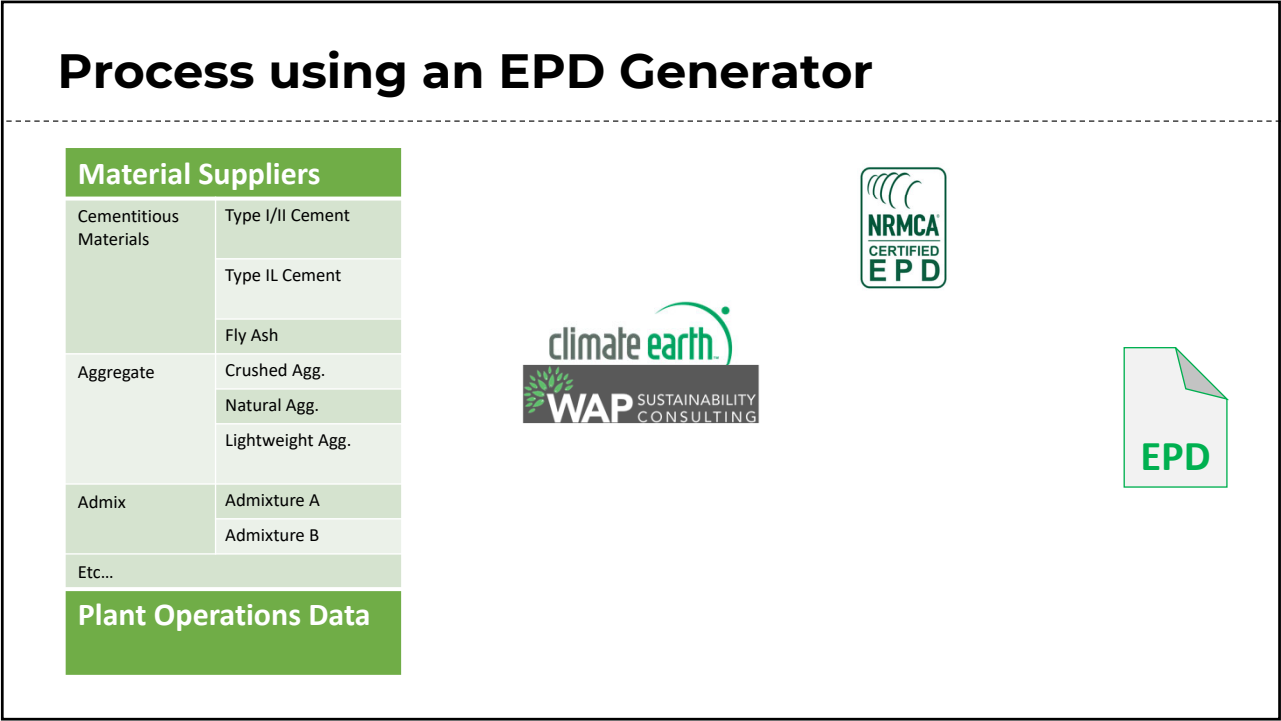 Process using an EPD Generator
Material Suppliers
Cementitious
Materials
Type I/II Cement
Type IL Cement
Fly Ash
Aggregate
Crushed Agg.
Natural Agg.
Lightweight Agg.
Admix
Admixture A
Admixture B
Etc...
Plant Operations Data
climate earth™
WAP SUSTAINABILITY
CONSULTING
NRMCA
CERTIFIED
EPD
EPD